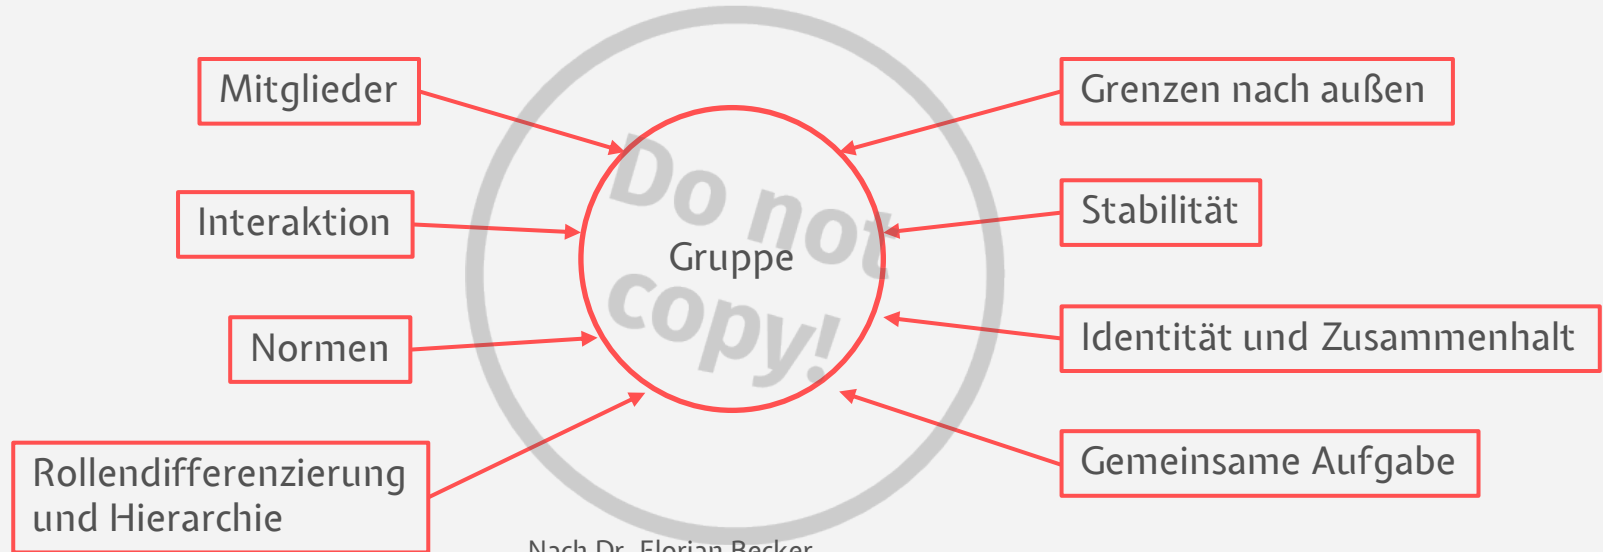 Mitglieder
Interaktion
Normen
Rollendifferenzierung
und Hierarchie
Do not
copy!
Gruppe
Grenzen nach außen
Stabilität
Identität und Zusammenhalt
Gemeinsame Aufgabe
Nach Dr. Florian Becker